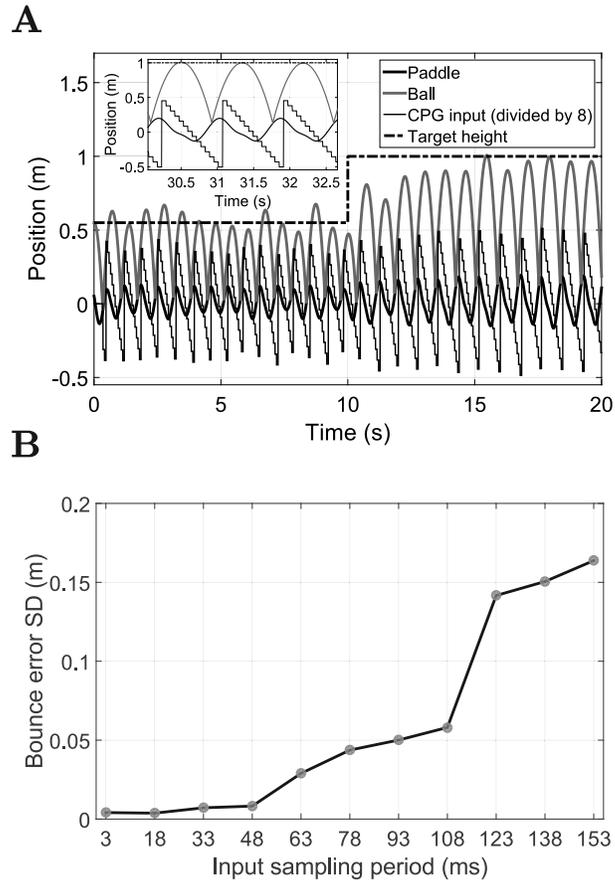 A
Position (m)
1.5
1
0.5
0
-0.5
0
5
10
15
20
Time (s)
Position (m)
1
0.5
0
-0.5
30.5
31
31.5
32
32.5
Time (s)
Paddle
Ball
CPG input (divided by 8)
Target height
B
Bounce error SD (m)
0.2
0.15
0.1
0.05
0
3
18
33
48
63
78
93
108
123
138
153
Input sampling period (ms)